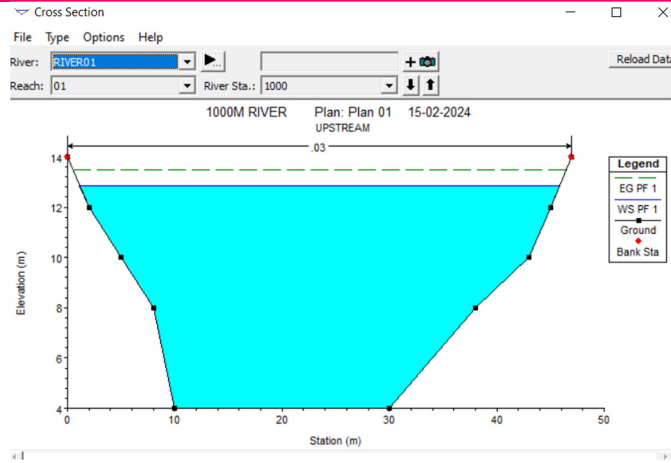 Cross Section
File Type Options Help
River: RIVER01
Reload Data
Reach: 01 River Sta.: 1000
1000M RIVER Plan: Plan 01 15-02-2024
UPSTREAM
.03
Legend
EG PF 1
WS PF 1
Ground
Bank Sta
14
12
10
8
6
4
Elevation (m)
0 10 20 30 40 50
Station (m)